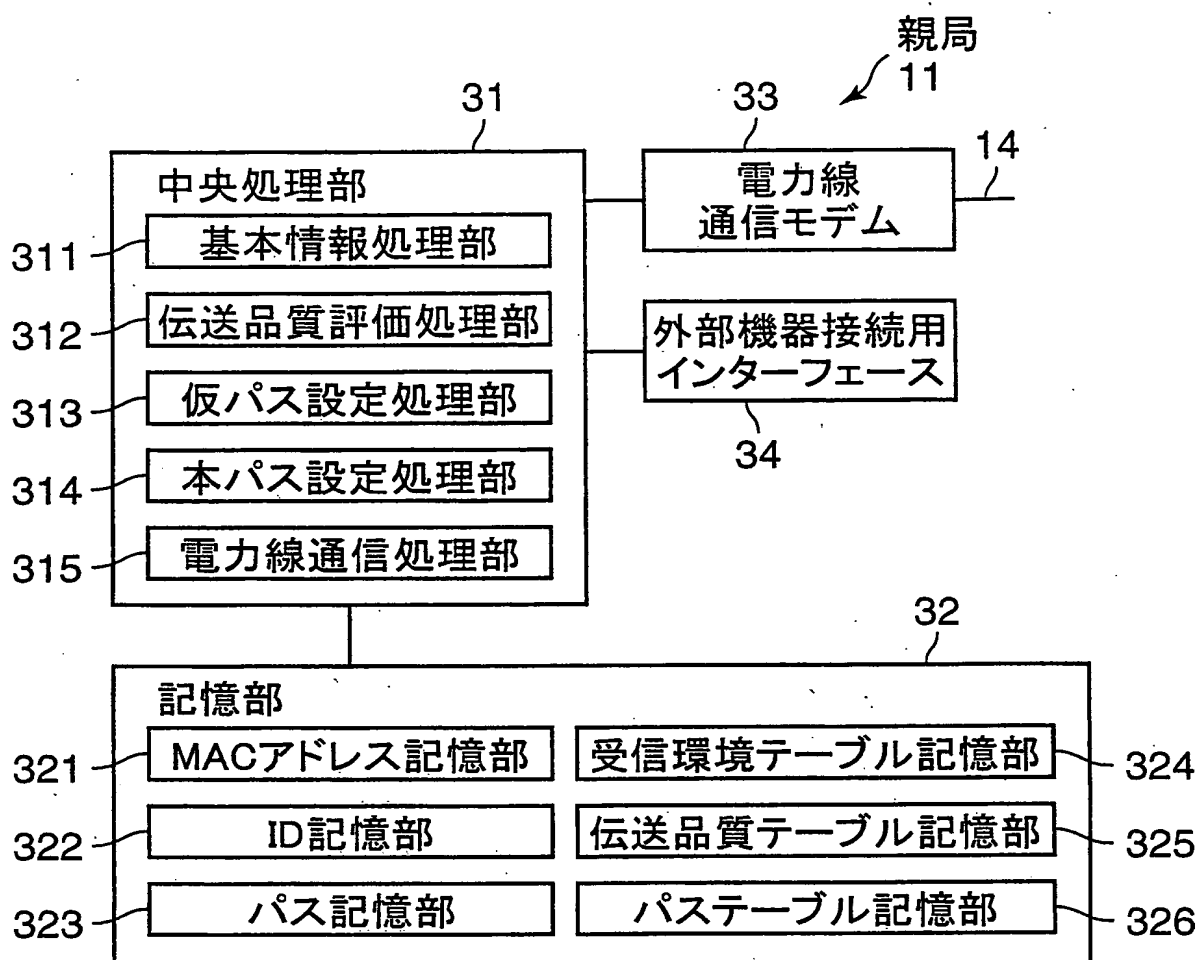 親局
11
31
33
14
中央処理部
電力線
通信モデム
311
基本情報処理部
312
伝送品質評価処理部
外部機器接続用
インターフェース
313
仮パス設定処理部
34
314
本パス設定処理部
315
電力線通信処理部
32
記憶部
321
MACアドレス記憶部
受信環境テーブル記憶部
324
322
ID記憶部
伝送品質テーブル記憶部
325
323
パス記憶部
パステーブル記憶部
326